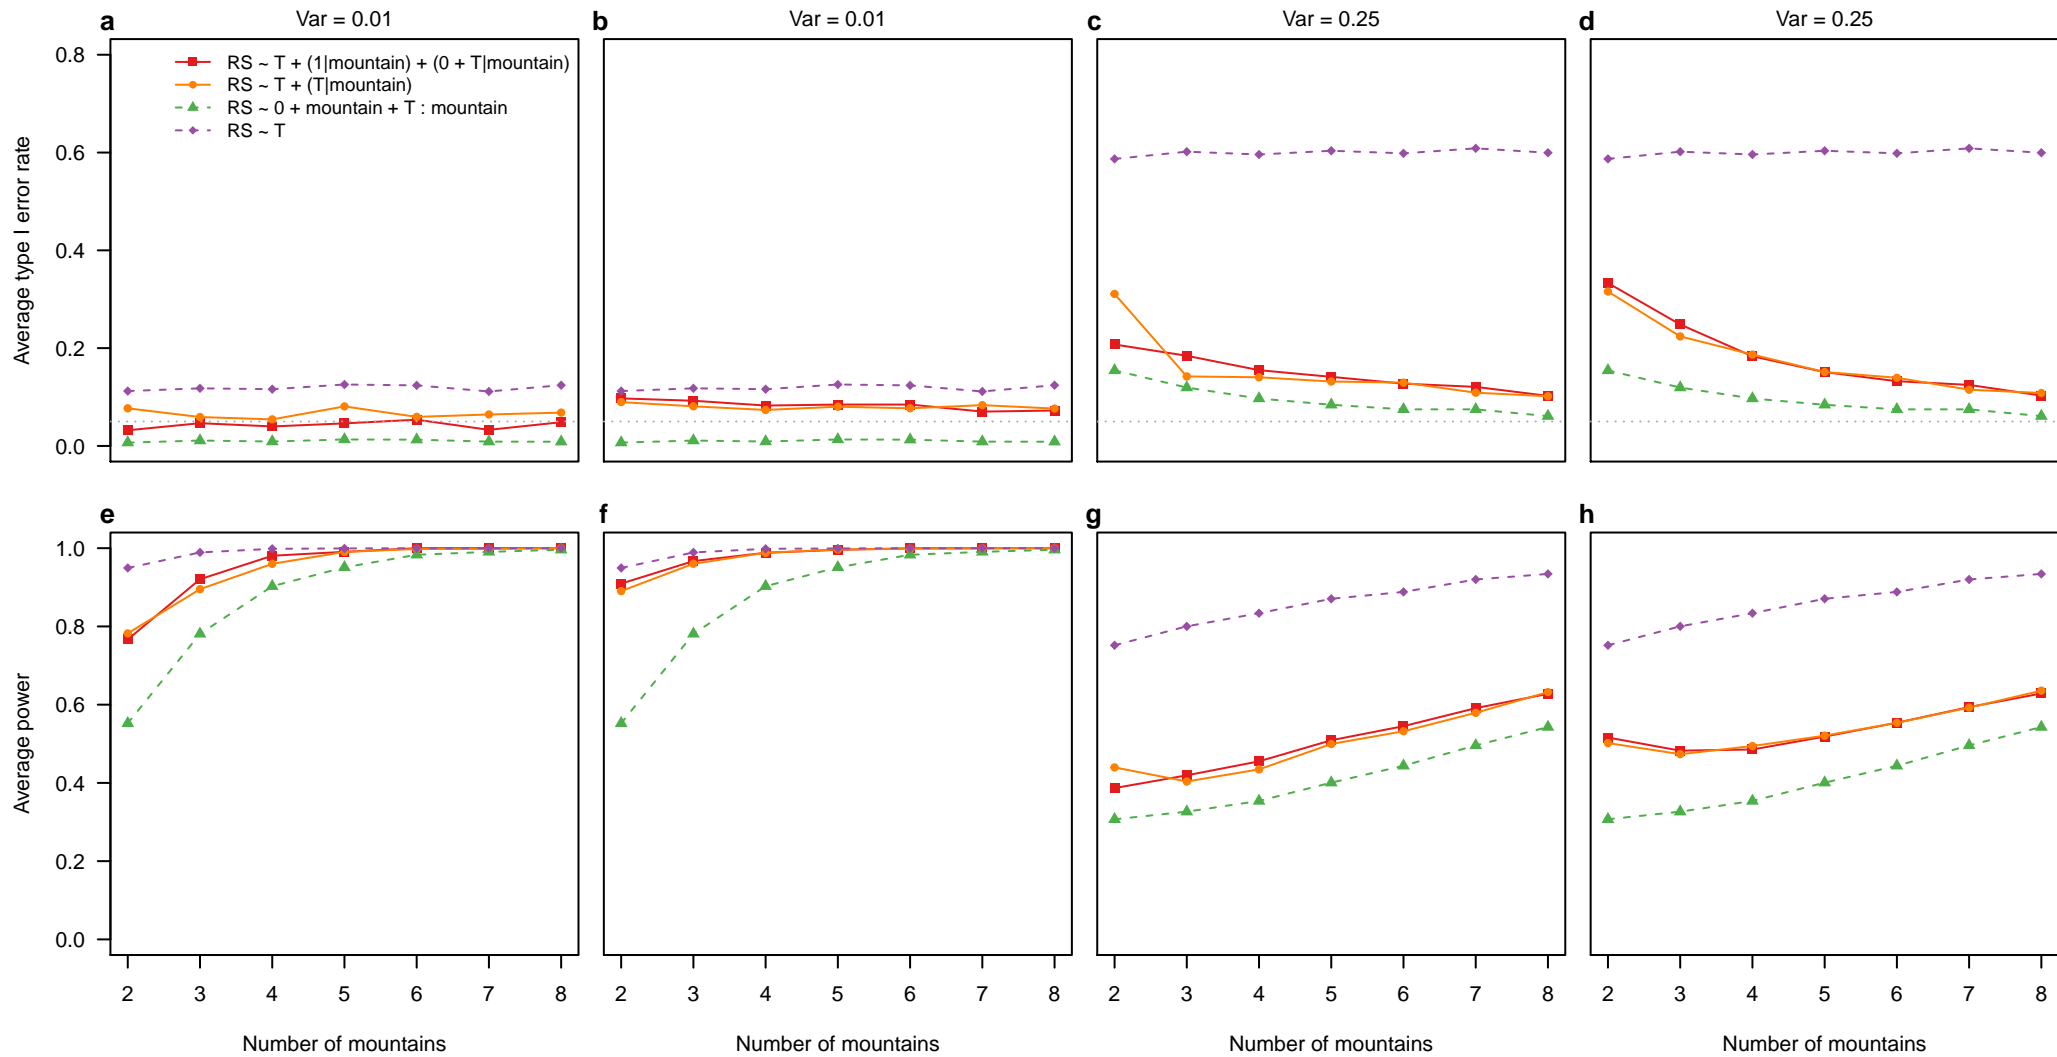 a Var = 0.01
b Var = 0.01
c Var = 0.25
d Var = 0.25
RS ~ T + (1|mountain) + (0 + T|mountain)
RS ~ T + (T|mountain)
RS ~ 0 + mountain + T : mountain
RS ~ T
Average type I error rate
0.8
0.6
0.4
0.2
0.0
e
f
g
h
Average power
1.0
0.8
0.6
0.4
0.2
0.0
2 3 4 5 6 7 8
2 3 4 5 6 7 8
2 3 4 5 6 7 8
2 3 4 5 6 7 8
Number of mountains
Number of mountains
Number of mountains
Number of mountains